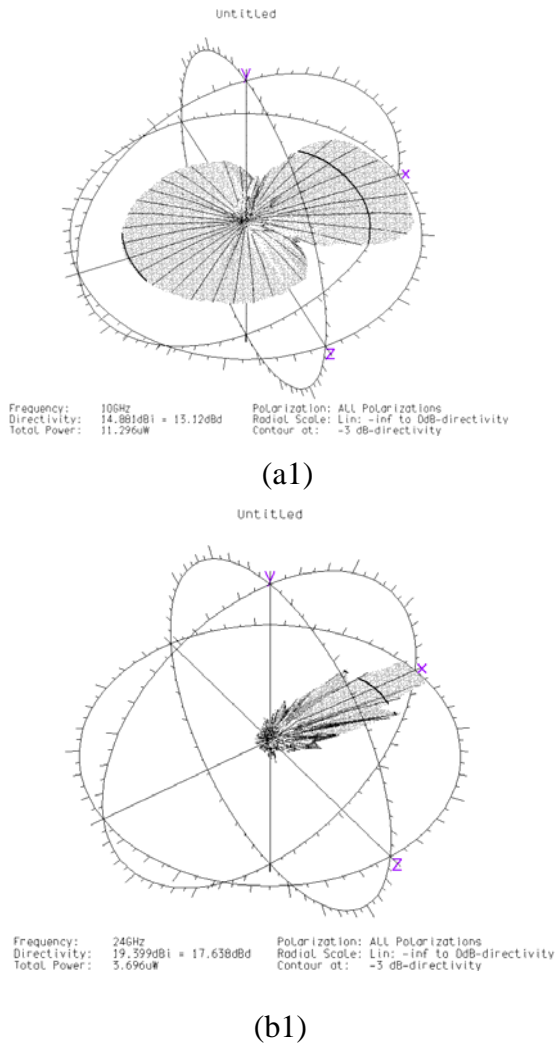 Untitled
Y
X
Z
Frequency: 10GHz Polarization: ALL Polarizations
Directivity: 14.881dBi = 13.12dBd Radial Scale: Lin: -inf to 0dB-directivity
Total Power: 11.296uW Contour at: -3 dB-directivity
(a1)
Untitled
Y
X
Z
Frequency: 24GHz Polarization: ALL Polarizations
Directivity: 19.399dBi = 17.638dBd Radial Scale: Lin: -inf to 0dB-directivity
Total Power: 3.696uW Contour at: -3 dB-directivity
(b1)